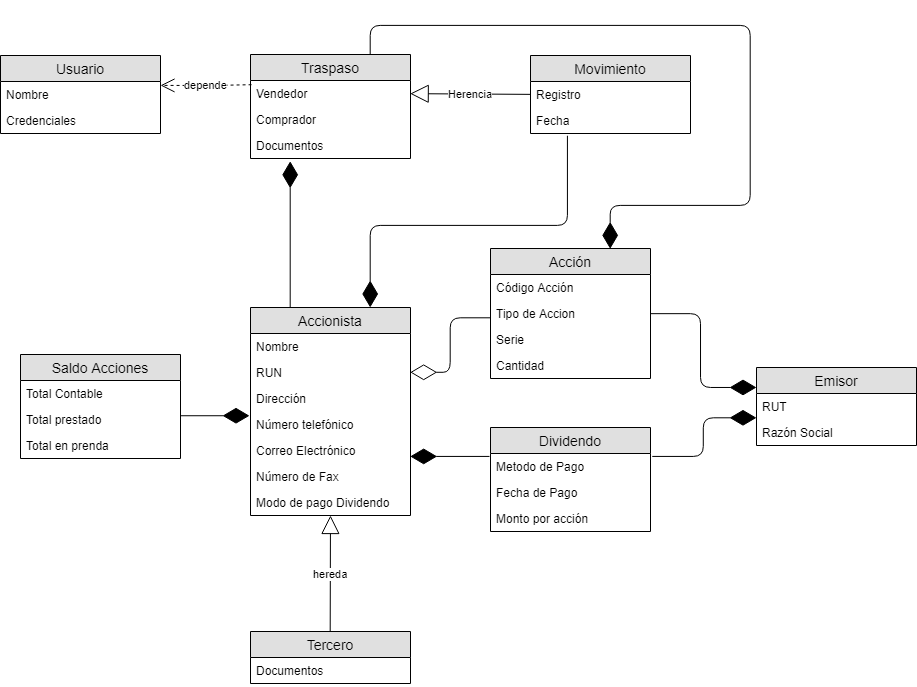 Usuario
Nombre
Credenciales
depende
Traspaso
Vendedor
Comprador
Documentos
Herencia
Movimiento
Registro
Fecha
Acción
Código Acción
Tipo de Accion
Serie
Cantidad
Accionista
Nombre
RUN
Dirección
Número telefónico
Correo Electrónico
Número de Fax
Modo de pago Dividendo
Saldo Acciones
Total Contable
Total prestado
Total en prenda
Emisor
RUT
Razón Social
Dividendo
Metodo de Pago
Fecha de Pago
Monto por acción
hereda
Tercero
Documentos